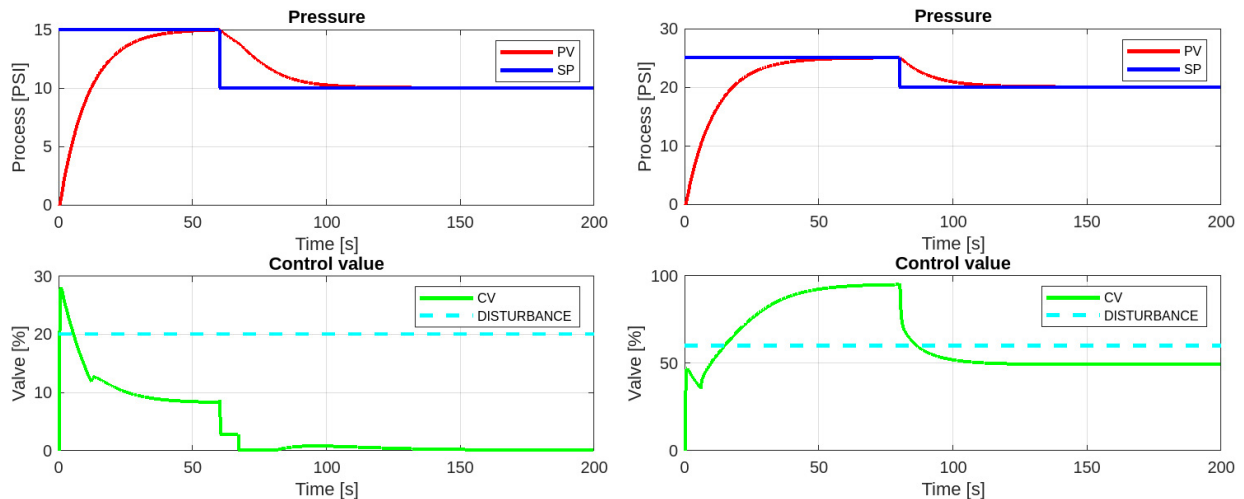 Pressure
Process [PSI]
15
10
5
0
PV
SP
0 50 100 150 200
Time [s]
Control value
Valve [%]
30
20
10
0
CV
DISTURBANCE
0 50 100 150 200
Time [s]
Pressure
Process [PSI]
30
20
10
0
PV
SP
0 50 100 150 200
Time [s]
Control value
Valve [%]
100
50
0
CV
DISTURBANCE
0 50 100 150 200
Time [s]